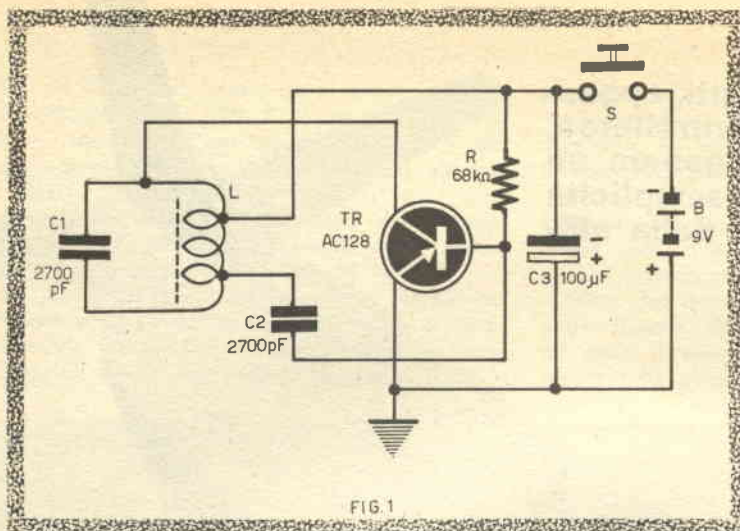 S
L
R
68kΩ
-
B
9V
+
TR
AC128
C1
2700
pF
-
+
C3 100µF
C2
2700pF
FIG.1